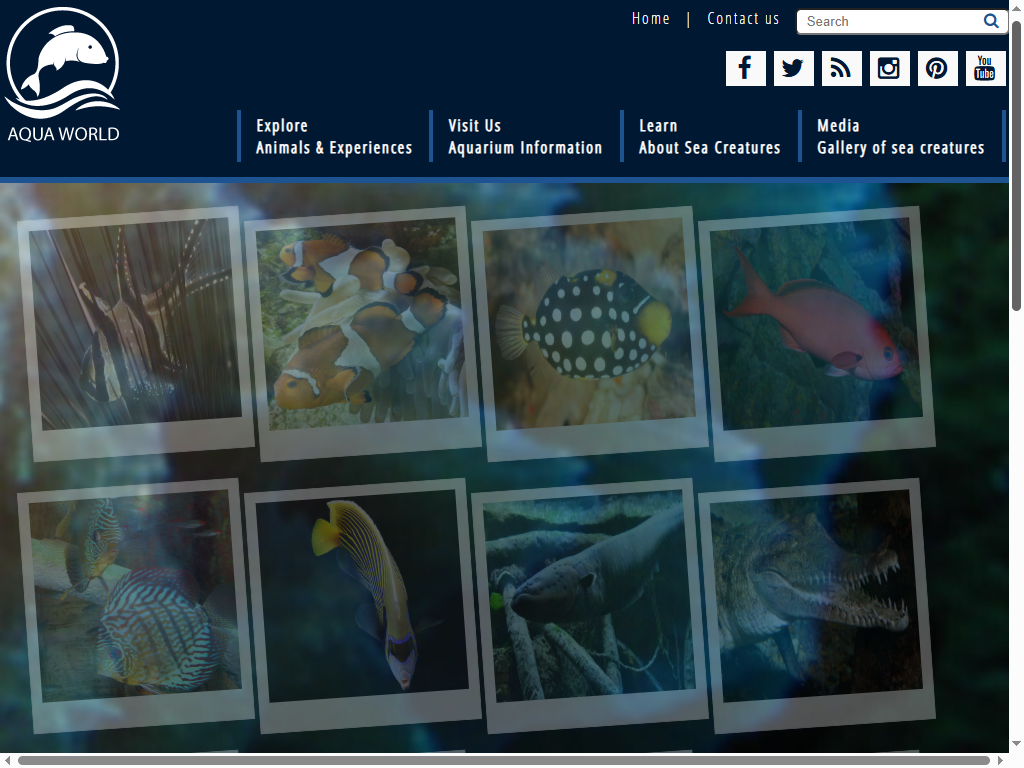 Home | Contact us
Search
You
Tube
AQUA WORLD
Explore
Animals & Experiences
Visit Us
Aquarium Information
Learn
About Sea Creatures
Media
Gallery of sea creatures